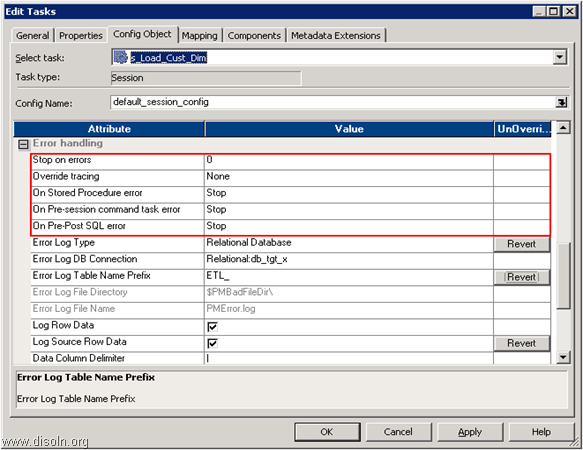 Edit Tasks
General Properties Config Object Mapping Components Metadata Extensions
Select task: s_Load_Cust_Dim
Task type: Session
Config Name: default_session_config
Attribute Value UnOverri...
Error handling
Stop on errors 0
Override tracing None
On Stored Procedure error Stop
On Pre-session command task error Stop
On Pre-Post SQL error Stop
Error Log Type Relational Database Revert
Error Log DB Connection Relational:db_tgt_x
Error Log Table Name Prefix ETL_ Revert
Error Log File Directory $PMBadFileDir\
Error Log File Name PMError.log
Log Row Data
Log Source Row Data Revert
Data Column Delimiter |
Error Log Table Name Prefix
Error Log Table Name Prefix
OK Cancel Apply Help
www.disoln.org